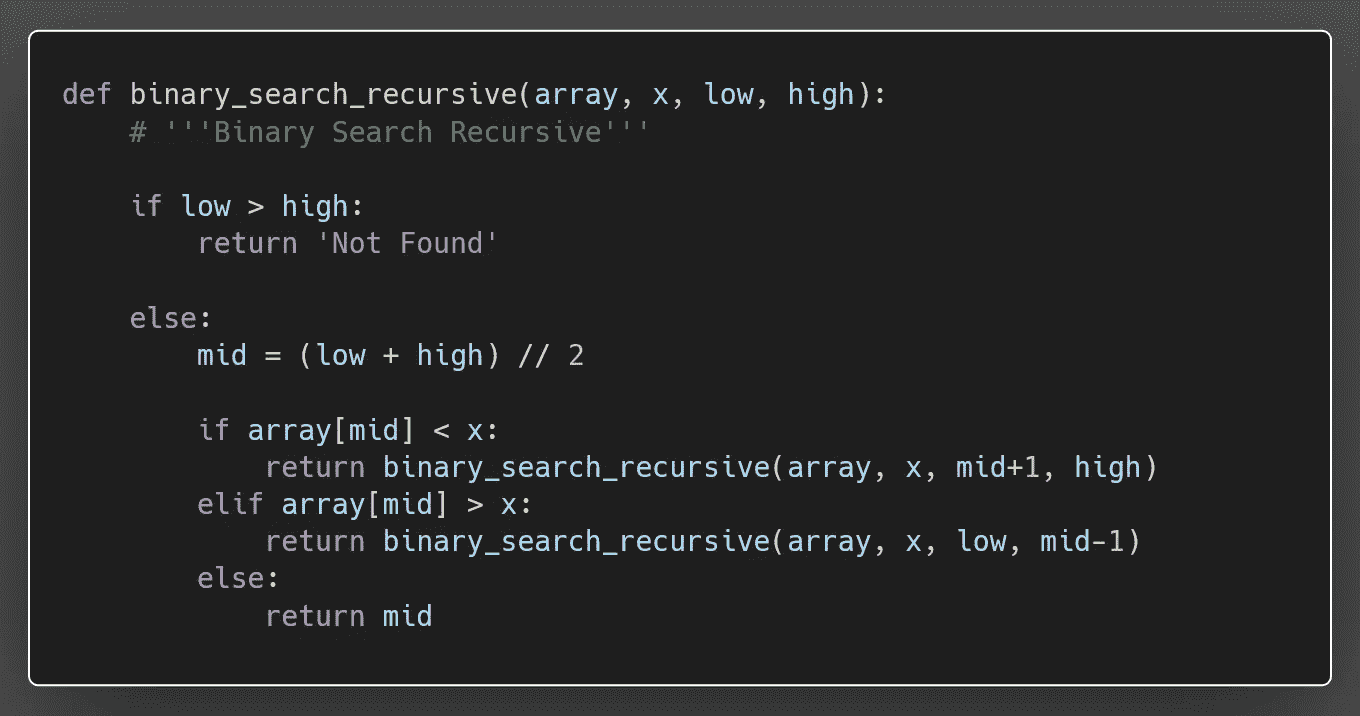 def binary_search_recursive(array, x, low, high):
    # '''Binary Search Recursive'''
    if low > high:
        return 'Not Found'
    else:
        mid = (low + high) // 2
        if array[mid] < x:
            return binary_search_recursive(array, x, mid+1, high)
        elif array[mid] > x:
            return binary_search_recursive(array, x, low, mid-1)
        else:
            return mid